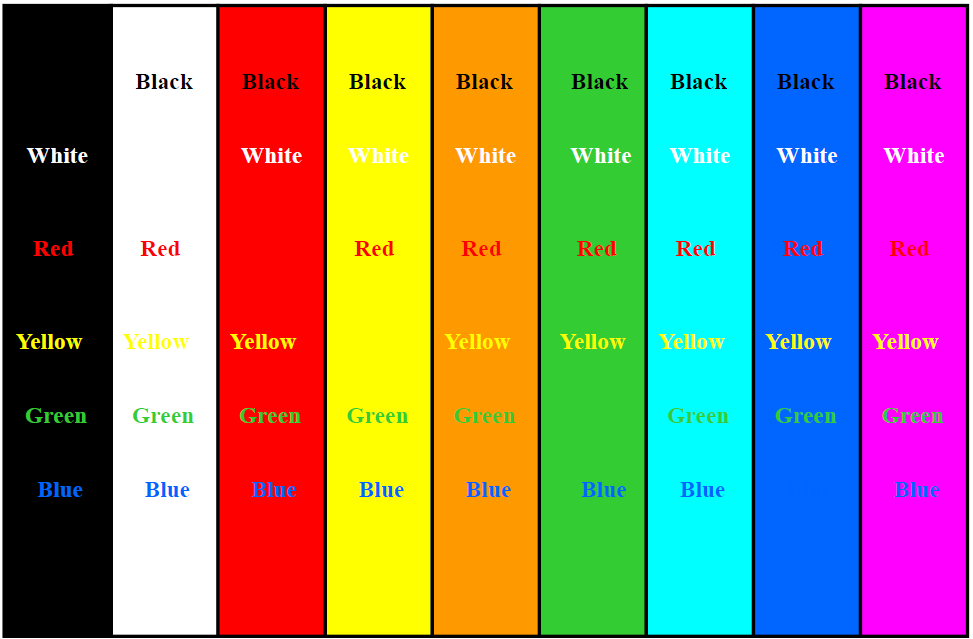 Black Black Black Black Black Black Black Black
White White White White White White White White
Red Red Red Red Red Red Red Red
Yellow Yellow Yellow Yellow Yellow Yellow Yellow Yellow
Green Green Green Green Green Green Green Green
Blue Blue Blue Blue Blue Blue Blue Blue